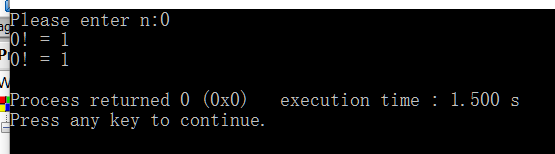 Please enter n:0
0! = 1
0! = 1
Process returned 0 (0x0)   execution time : 1.500 s
Press any key to continue.